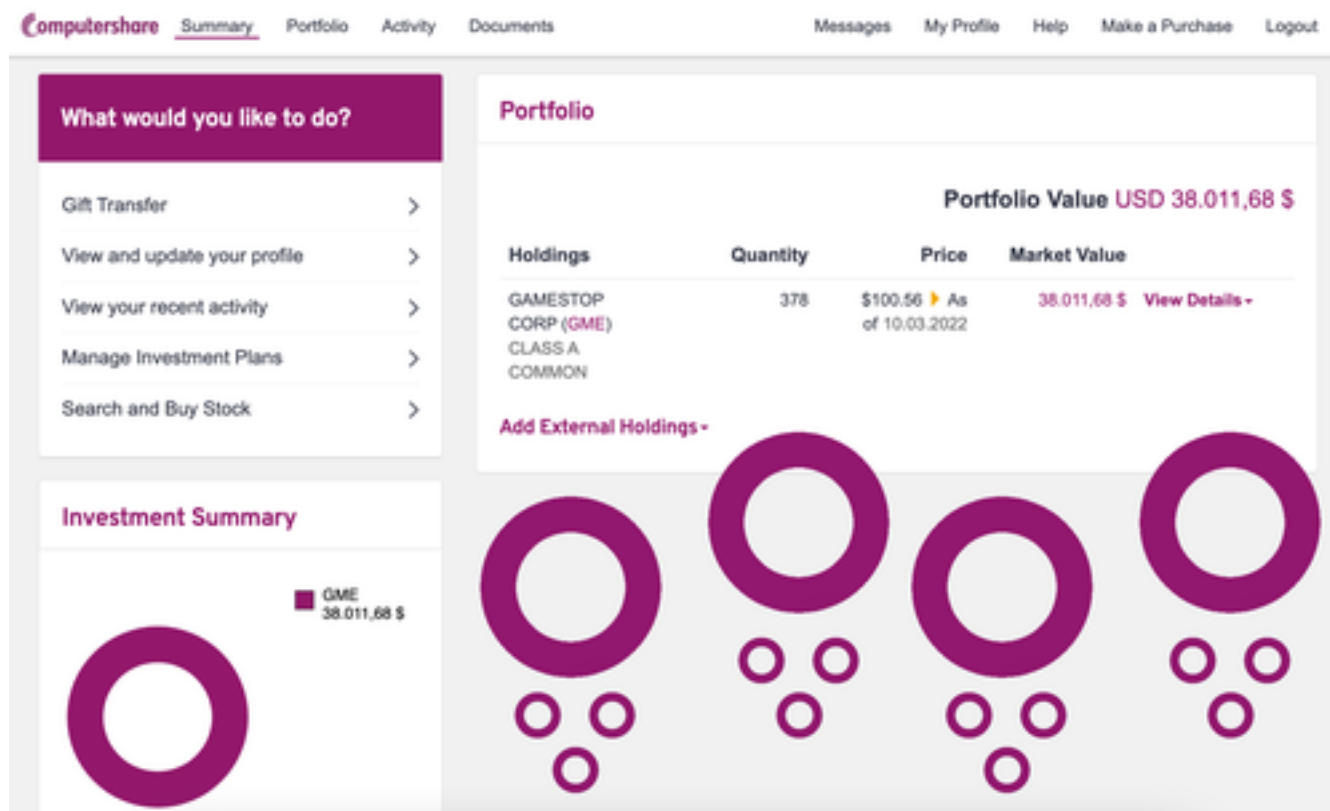 Computershare Summary Portfolio Activity Documents Messages My Profile Help Make a Purchase Logout
What would you like to do?
Gift Transfer
View and update your profile
View your recent activity
Manage Investment Plans
Search and Buy Stock
Portfolio
Portfolio Value USD 38.011,68 $
Holdings Quantity Price Market Value
GAMESTOP 378 $100.56 As 38.011,68 $ View Details
CORP (GME) of 10.03.2022
CLASS A
COMMON
Add External Holdings
Investment Summary
GME
38.011,68 $